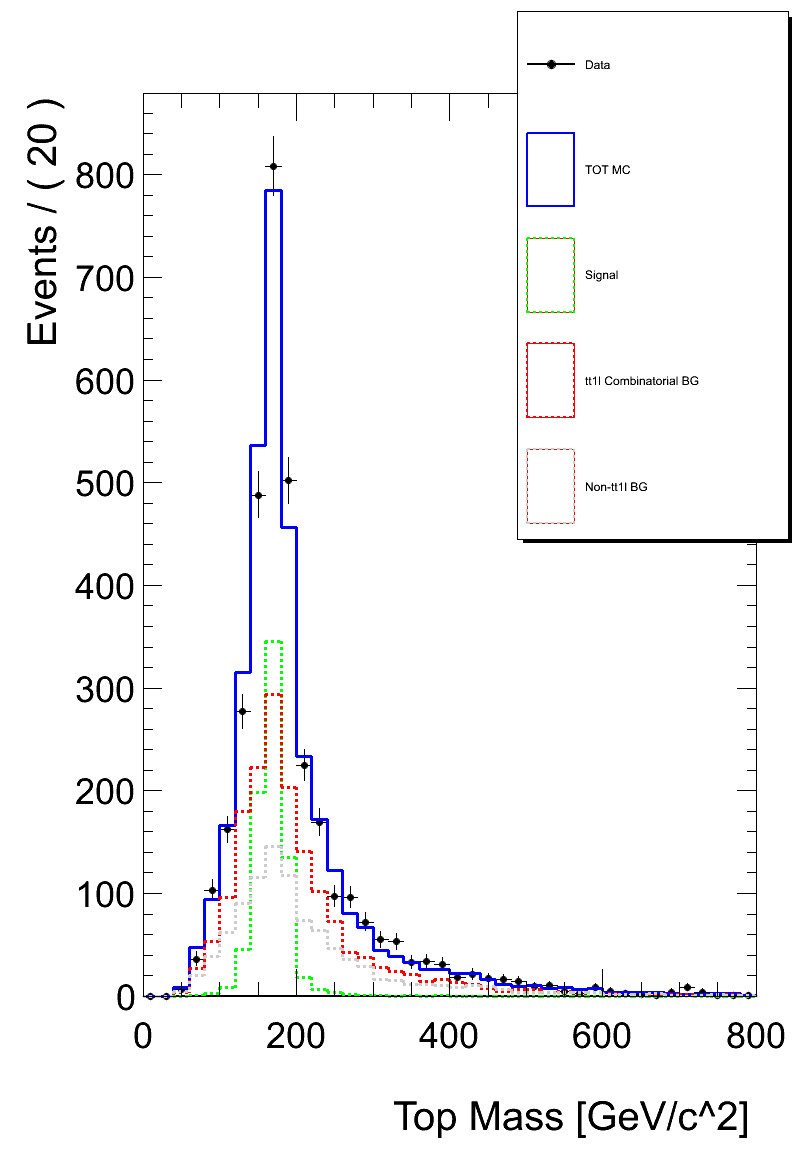 Data
TOT MC
Signal
tt1l Combinatorial BG
Non-tt1l BG
Events / ( 20 )
800
700
600
500
400
300
200
100
0
0 200 400 600 800
Top Mass [GeV/c^2]